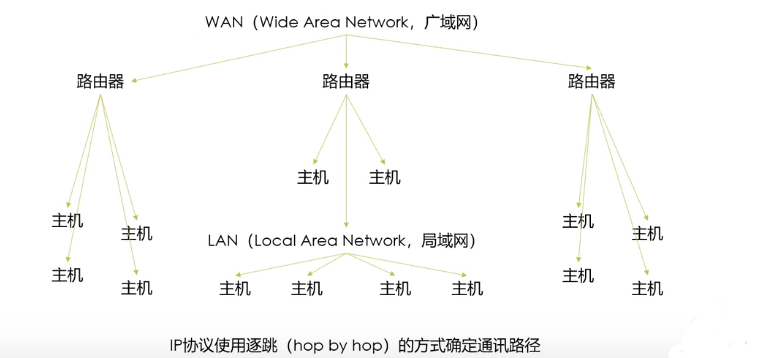 WAN（Wide Area Network，广域网）
路由器 路由器 路由器
主机 主机
主机 主机 主机 主机
LAN（Local Area Network，局域网）
主机 主机 主机 主机
主机 主机 主机 主机
IP协议使用逐跳（hop by hop）的方式确定通讯路径